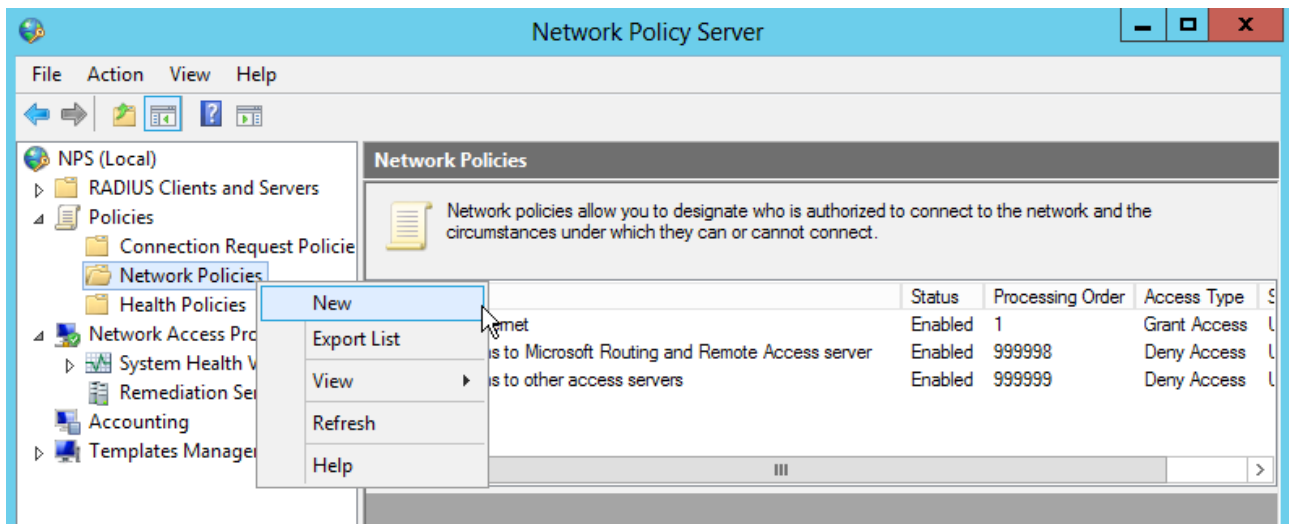 Network Policy Server
File Action View Help
NPS (Local)
RADIUS Clients and Servers
Policies
Connection Request Policie
Network Policies
Health Policies
Network Access Pro
System Health V
Remediation Ser
Accounting
Templates Manage
New
Export List
View
Refresh
Help
Network Policies
Network policies allow you to designate who is authorized to connect to the network and the
circumstances under which they can or cannot connect.
Status Processing Order Access Type S
ernet Enabled 1 Grant Access U
s to Microsoft Routing and Remote Access server Enabled 999998 Deny Access U
s to other access servers Enabled 999999 Deny Access U